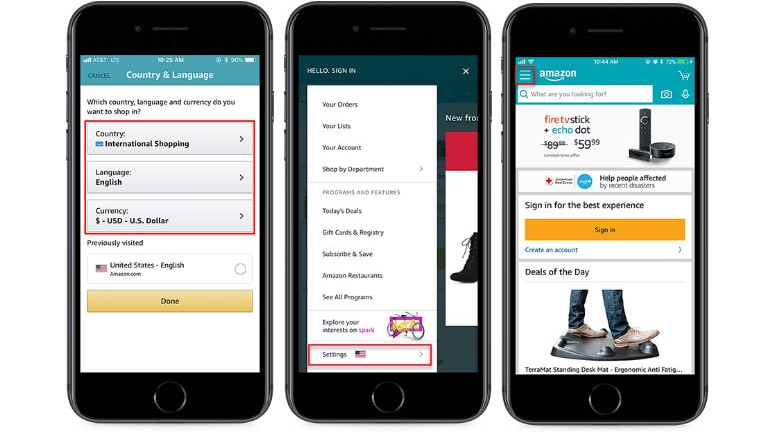 AT&T LTE 10:26 AM 90%
CANCEL Country & Language
Which country, language and currency do you
want to shop in?
Country:
International Shopping
Language:
English
Currency:
$ - USD - U.S. Dollar
Previously visited
United States - English
Amazon.com
Done
HELLO. SIGN IN
Your Orders
Your Lists
Your Account
Shop by Department
PROGRAMS AND FEATURES
Today's Deals
Gift Cards & Registry
Subscribe & Save
Amazon Restaurants
See All Programs
Explore your
interests on spark
Settings
New fro
10:44 AM 72%
amazon
What are you looking for?
fire tv stick
+ echo dot
$8998 $5999
Limited-time offer
American
Red Cross
Help people affected
by recent disasters
Sign in for the best experience
Sign in
Create an account
Deals of the Day
TerraMat Standing Desk Mat - Ergonomic Anti Fatig...